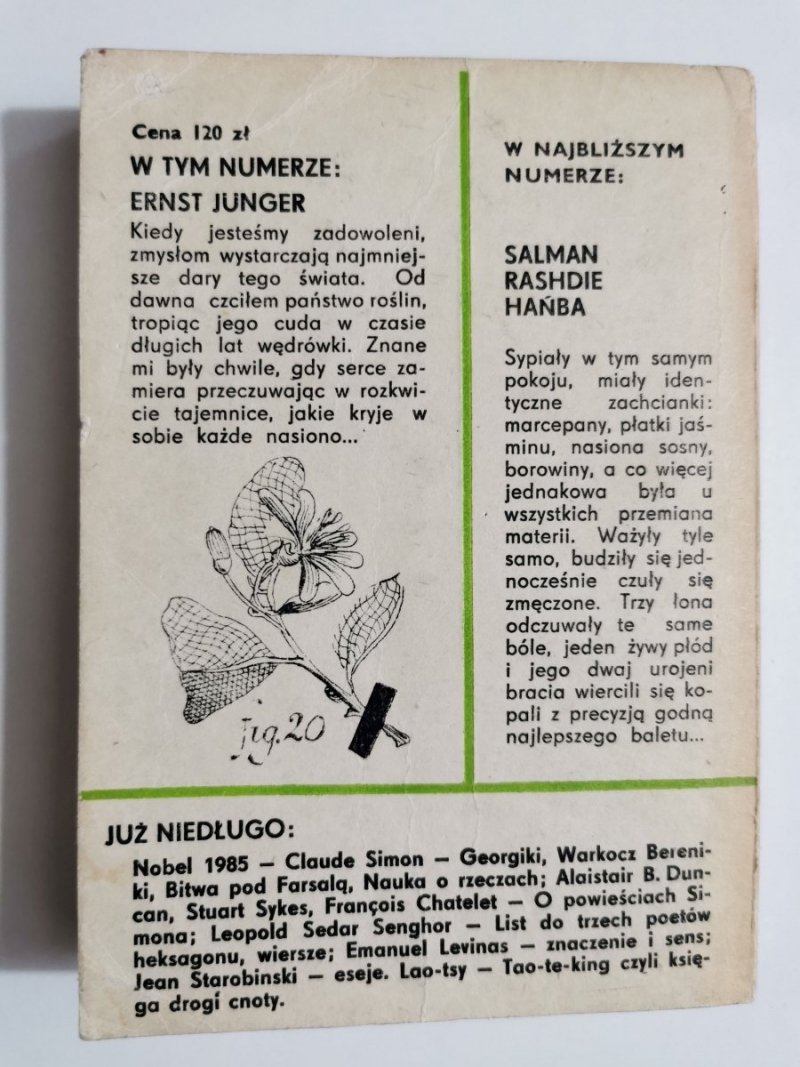 Cena 120 zł
W TYM NUMERZE:
ERNST JUNGER
Kiedy jesteśmy zadowoleni,
zmysłom wystarczają najmniej-
sze dary tego świata. Od
dawna czciłem państwo roślin,
tropiąc jego cuda w czasie
długich lat wędrówki. Znane
mi były chwile, gdy serce za-
miera przeczuwając w rozkwi-
cie tajemnice, jakie kryje w
sobie każde nasiono...
fig.20
W NAJBLIŻSZYM
NUMERZE:
SALMAN
RASHDIE
HAŃBA
Sypiały w tym samym
pokoju, miały iden-
tyczne zachcianki:
marcepany, płatki jaś-
minu, nasiona sosny,
borowiny, a co więcej
jednakowa była u
wszystkich przemiana
materii. Ważyły tyle
samo, budziły się jed-
nocześnie czuły się
zmęczone. Trzy łona
odczuwały te same
bóle, jeden żywy płód
i jego dwaj urojeni
bracia wiercili się ko-
pali z precyzją godną
najlepszego baletu...
JUŻ NIEDŁUGO:
Nobel 1985 — Claude Simon — Georgiki, Warkocz Bereni-
ki, Bitwa pod Farsalą, Nauka o rzeczach; Alaistair B. Dun-
can, Stuart Sykes, François Chatelet — O powieściach Si-
mona; Leopold Sedar Senghor — List do trzech poetów
heksagonu, wiersze; Emanuel Levinas — znaczenie i sens;
Jean Starobinski — eseje. Lao-tsy — Tao-te-king czyli księ-
ga drogi cnoty.